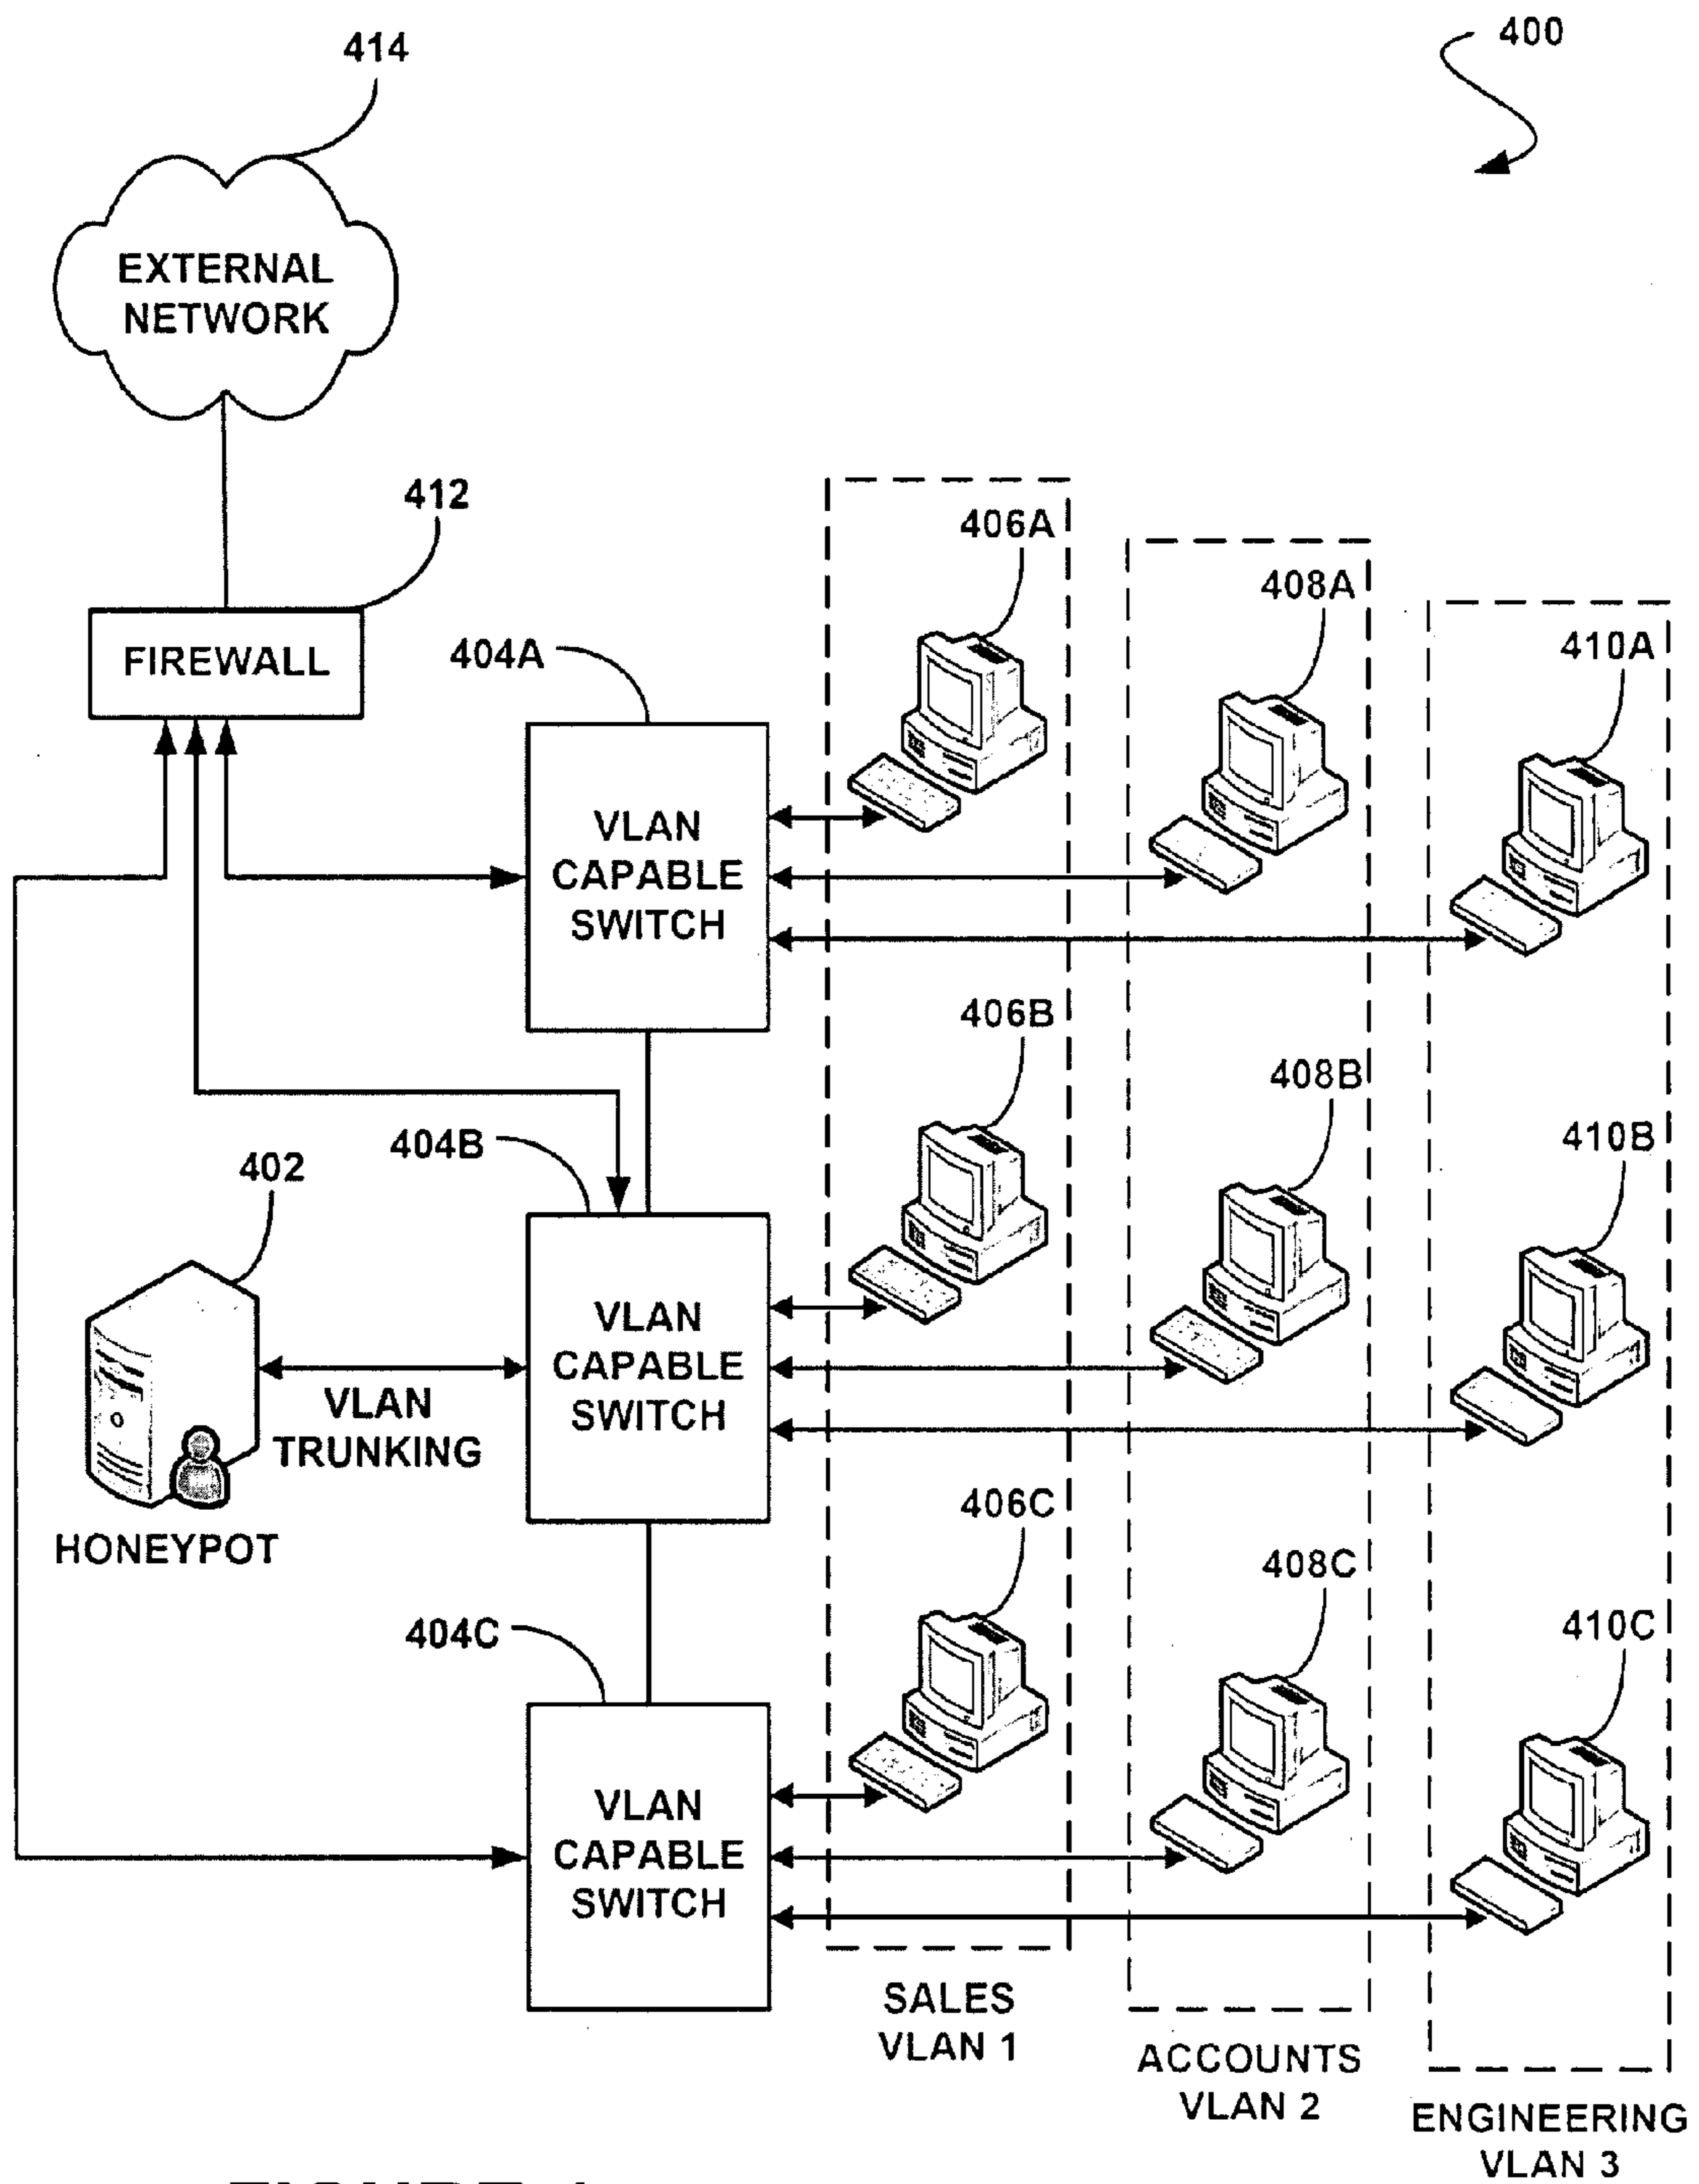 414
400
EXTERNAL
NETWORK
412
FIREWALL
406A
408A
410A
404A
VLAN
CAPABLE
SWITCH
406B
408B
410B
404B
402
VLAN
CAPABLE
SWITCH
VLAN
TRUNKING
HONEYPOT
406C
408C
410C
404C
VLAN
CAPABLE
SWITCH
SALES
VLAN 1
ACCOUNTS
VLAN 2
ENGINEERING
VLAN 3